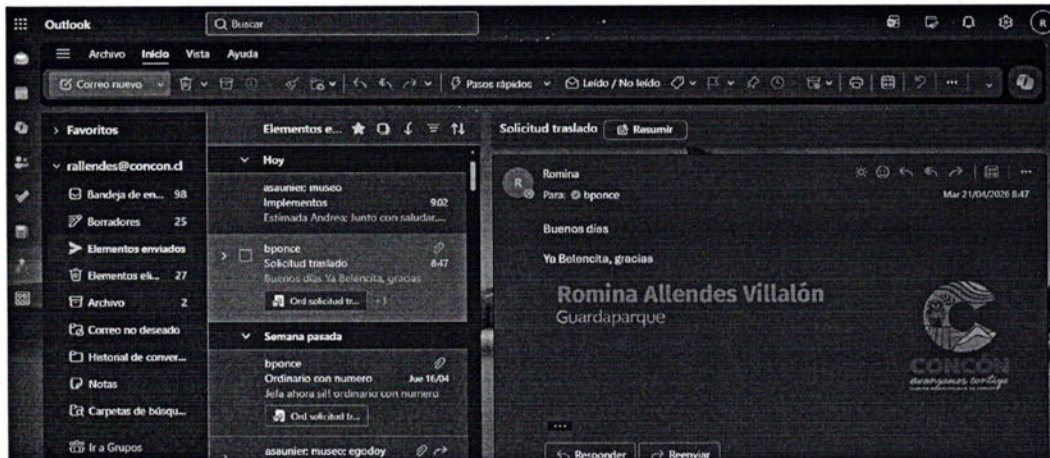 Outlook
Buscar
R
Archivo Inicio Vista Ayuda
Correo nuevo
Pasos rápidos
Leído / No leído
Favoritos
rallendes@concon.cl
Bandeja de en... 98
Borradores 25
Elementos enviados
Elementos eli... 27
Archivo 2
Correo no deseado
Historial de conver...
Notas
Carpetas de búsqu...
Ir a Grupos
Elementos e...
Hoy
asaunier; museo
Implementos 9:02
Estimada Andrea: Junto con saludar,...
bponce
Solicitud traslado 8:47
Buenos días Ya Belencita, gracias
Ord solicitud tr... +1
Semana pasada
bponce
Ordinario con numero Jue 16/04
Jefa ahora si!! ordinario con numero
Ord solicitud tr...
asaunier; museo; egodoy
Solicitud traslado
Resumir
R
Romina
Para: bponce
Mar 21/04/2026 8:47
Buenos días
Ya Belencita, gracias
Romina Allendes Villalón
Guardaparque
CONCÓN
avanzamos contigo
Responder
Reenviar